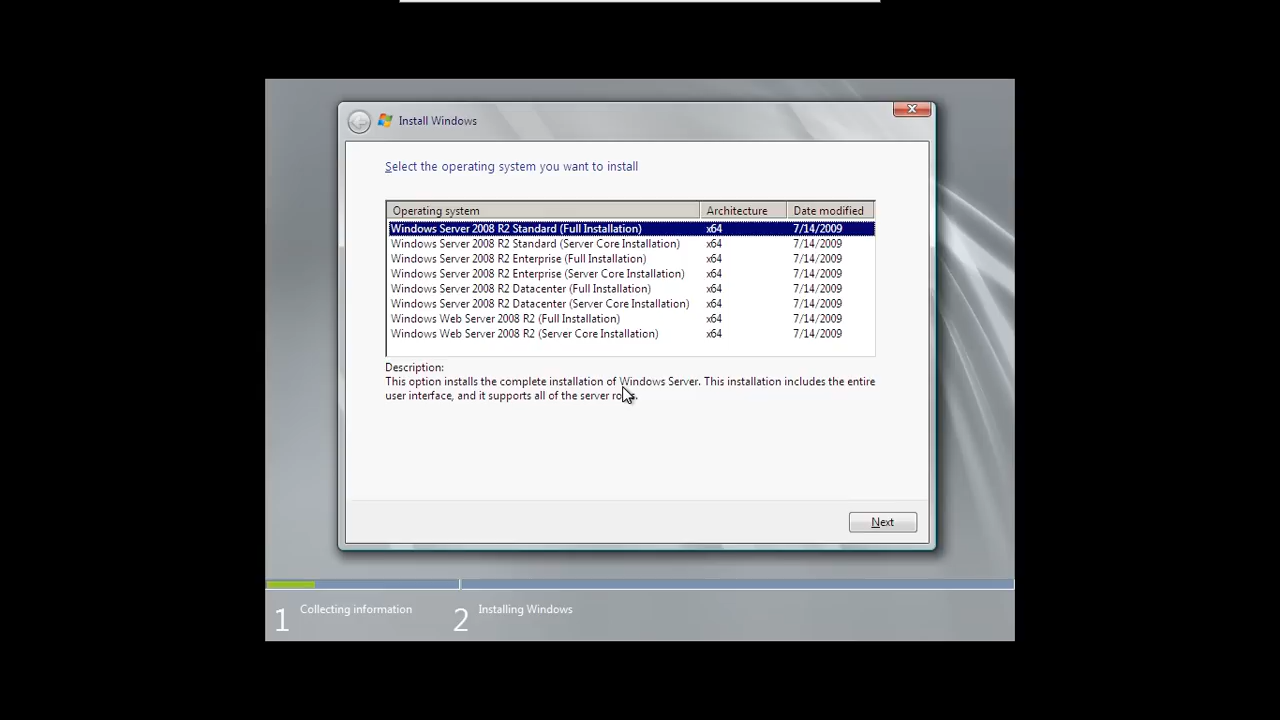 Install Windows
Select the operating system you want to install
Operating system Architecture Date modified
Windows Server 2008 R2 Standard (Full Installation) x64 7/14/2009
Windows Server 2008 R2 Standard (Server Core Installation) x64 7/14/2009
Windows Server 2008 R2 Enterprise (Full Installation) x64 7/14/2009
Windows Server 2008 R2 Enterprise (Server Core Installation) x64 7/14/2009
Windows Server 2008 R2 Datacenter (Full Installation) x64 7/14/2009
Windows Server 2008 R2 Datacenter (Server Core Installation) x64 7/14/2009
Windows Web Server 2008 R2 (Full Installation) x64 7/14/2009
Windows Web Server 2008 R2 (Server Core Installation) x64 7/14/2009
Description:
This option installs the complete installation of Windows Server. This installation includes the entire
user interface, and it supports all of the server roles.
Next
1 Collecting information 2 Installing Windows